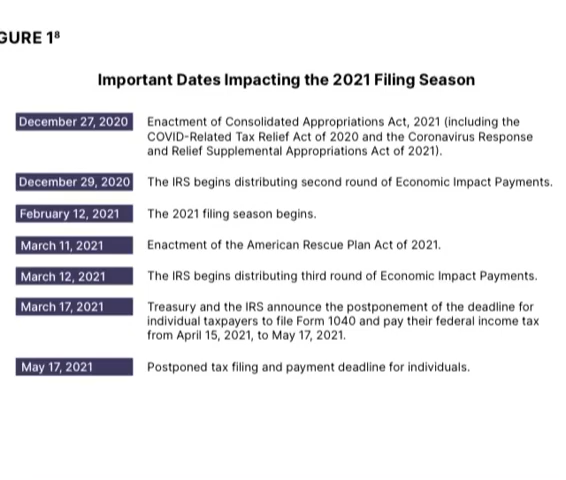 GURE 1⁸
Important Dates Impacting the 2021 Filing Season
December 27, 2020 Enactment of Consolidated Appropriations Act, 2021 (including the
COVID-Related Tax Relief Act of 2020 and the Coronavirus Response
and Relief Supplemental Appropriations Act of 2021).
December 29, 2020 The IRS begins distributing second round of Economic Impact Payments.
February 12, 2021 The 2021 filing season begins.
March 11, 2021 Enactment of the American Rescue Plan Act of 2021.
March 12, 2021 The IRS begins distributing third round of Economic Impact Payments.
March 17, 2021 Treasury and the IRS announce the postponement of the deadline for
individual taxpayers to file Form 1040 and pay their federal income tax
from April 15, 2021, to May 17, 2021.
May 17, 2021 Postponed tax filing and payment deadline for individuals.